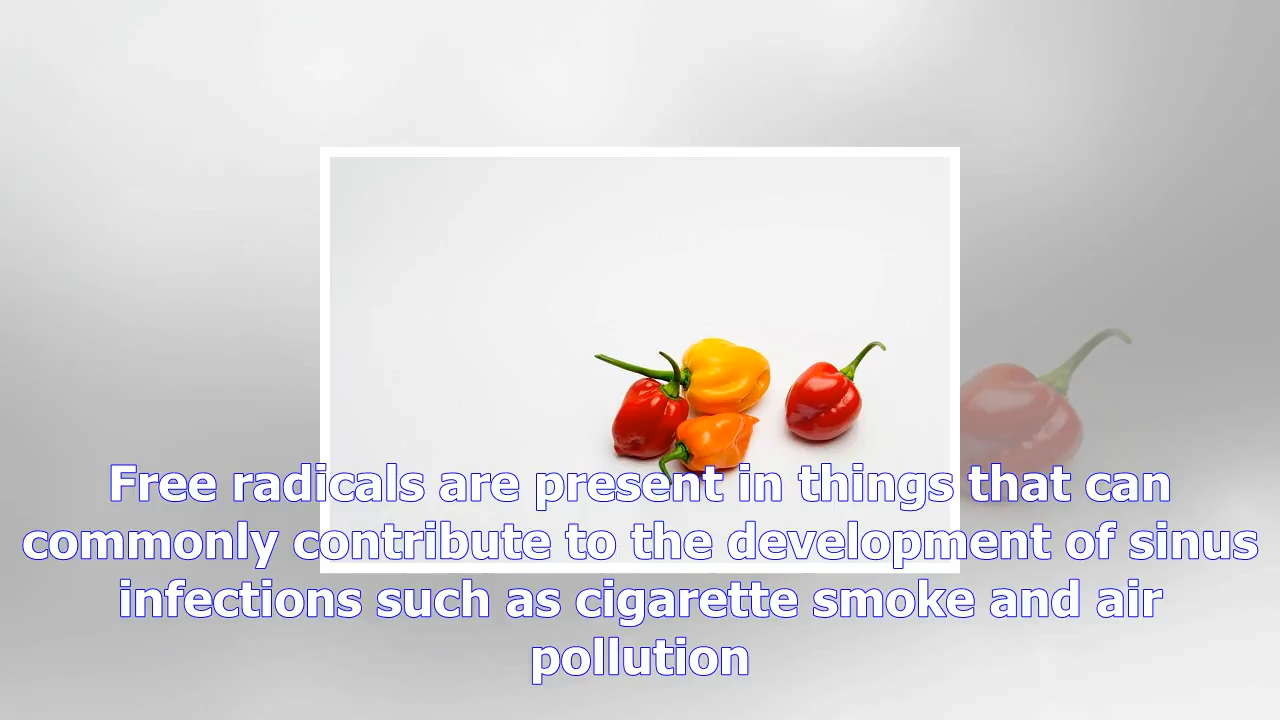 Free radicals are present in things that can
commonly contribute to the development of sinus
infections such as cigarette smoke and air
pollution